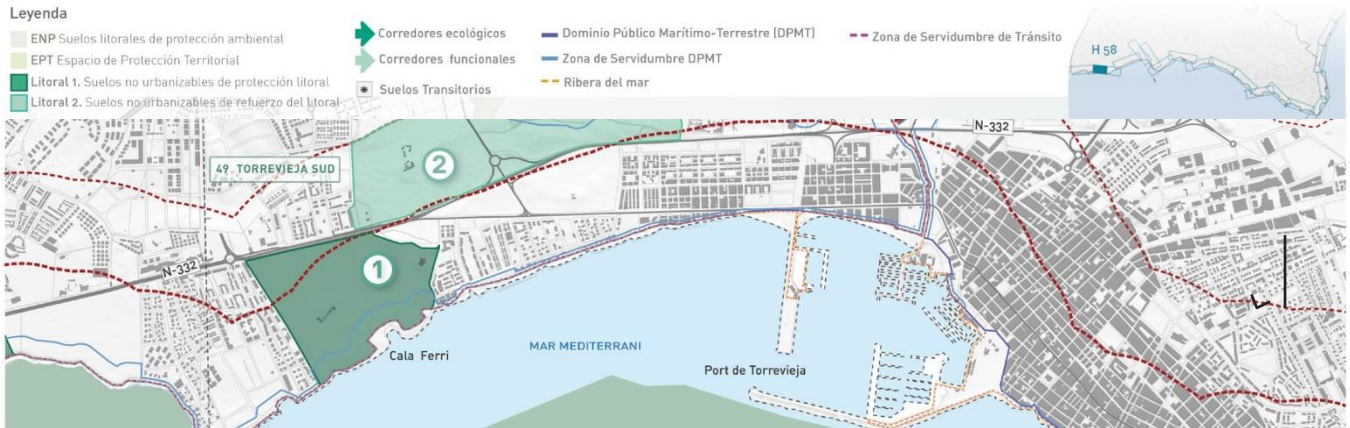 Leyenda
ENP Suelos litorales de protección ambiental
EPT Espacio de Protección Territorial
Litoral 1. Suelos no urbanizables de protección litoral
Litoral 2. Suelos no urbanizables de refuerzo del litoral
Corredores ecológicos
Corredores funcionales
Suelos Transitorios
Dominio Público Marítimo-Terrestre (DPMT)
Zona de Servidumbre DPMT
Ribera del mar
Zona de Servidumbre de Tránsito
H 58
N-332
49 TORREVIEJA SUD
2
1
N-332
Cala Ferri
MAR MEDITERRANI
Port de Torrevieja